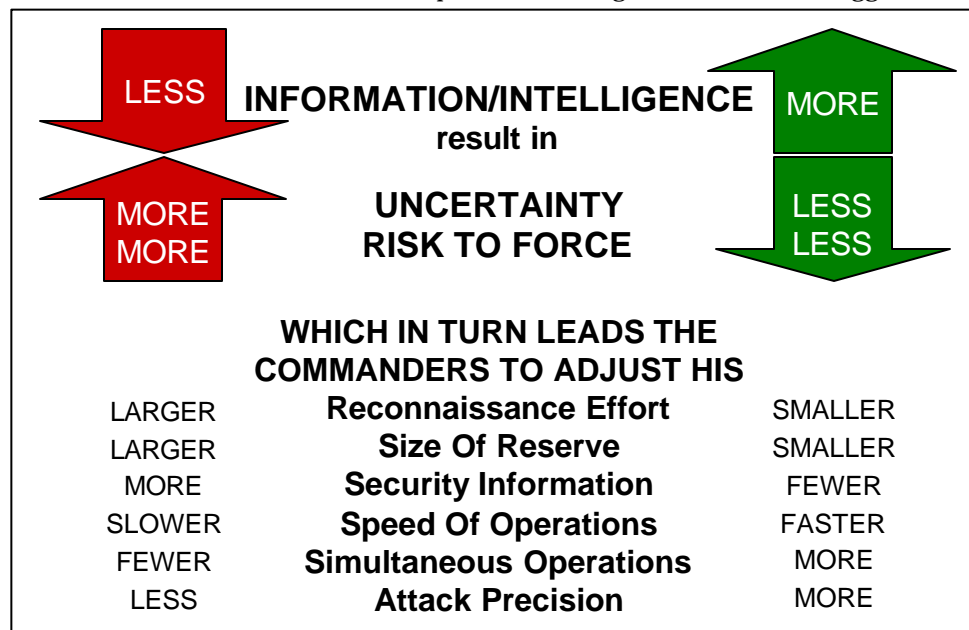 LESS INFORMATION/INTELLIGENCE MORE
result in
MORE UNCERTAINTY LESS
MORE RISK TO FORCE LESS
WHICH IN TURN LEADS THE
COMMANDERS TO ADJUST HIS
LARGER Reconnaissance Effort SMALLER
LARGER Size Of Reserve SMALLER
MORE Security Information FEWER
SLOWER Speed Of Operations FASTER
FEWER Simultaneous Operations MORE
LESS Attack Precision MORE